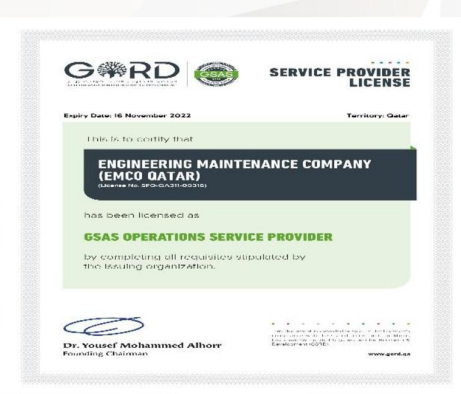 GORD
GSAS
SERVICE PROVIDER
LICENSE
Expiry Date: 16 November 2022
Territory: Qatar
This is to certify that
ENGINEERING MAINTENANCE COMPANY
(EMCO QATAR)
has been licensed as
GSAS OPERATIONS SERVICE PROVIDER
by completing all requisites stipulated by
the issuing organization.
Dr. Yousef Mohammed Alhorr
Founding Chairman
Development (GORD).
www.gord.qa